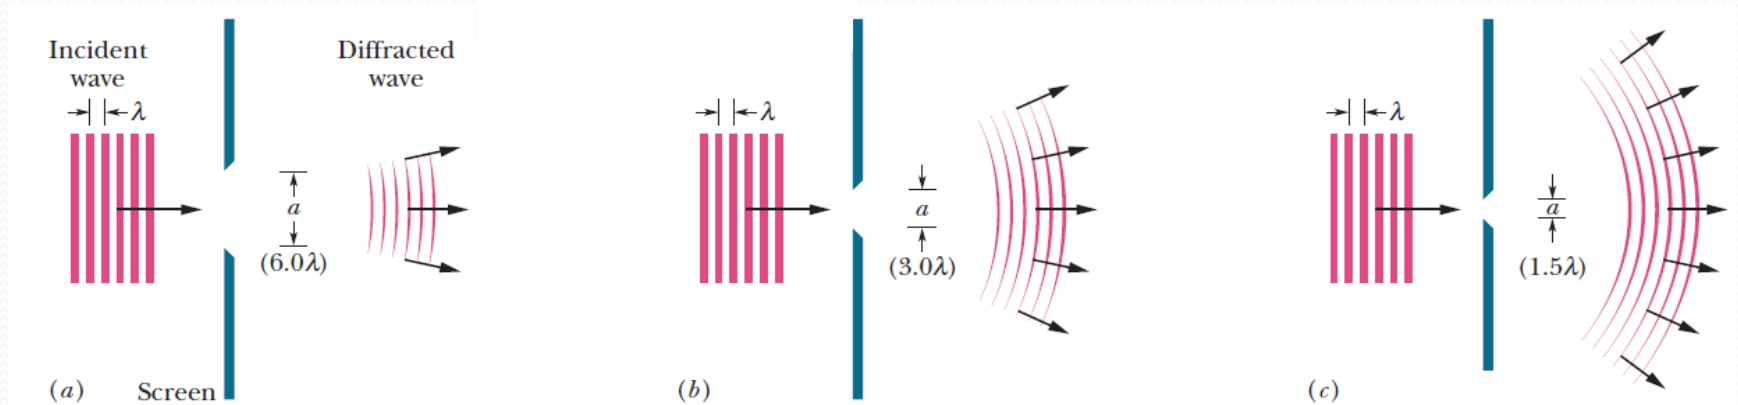 Incident
wave
Diffracted
wave
λ
a
(6.0λ)
(a)
Screen
λ
a
(3.0λ)
(b)
λ
a
(1.5λ)
(c)